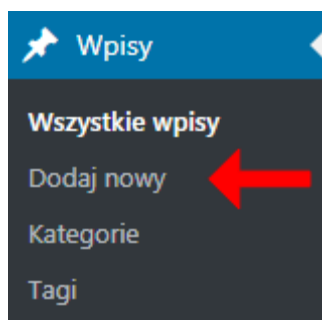 Wpisy
Wszystkie wpisy
Dodaj nowy
Kategorie
Tagi